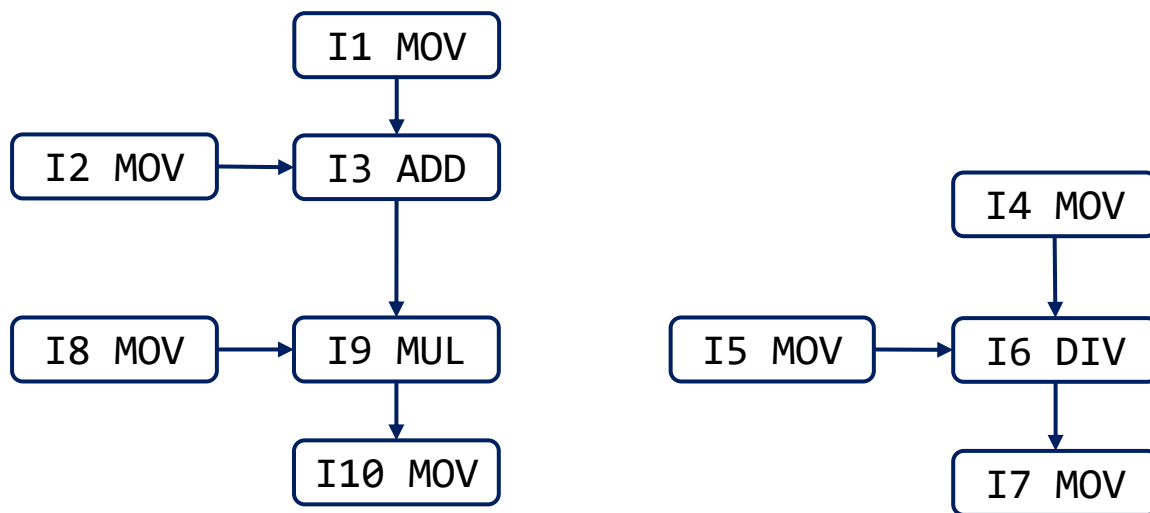 I1 MOV
I2 MOV
I3 ADD
I4 MOV
I8 MOV
I9 MUL
I5 MOV
I6 DIV
I10 MOV
I7 MOV